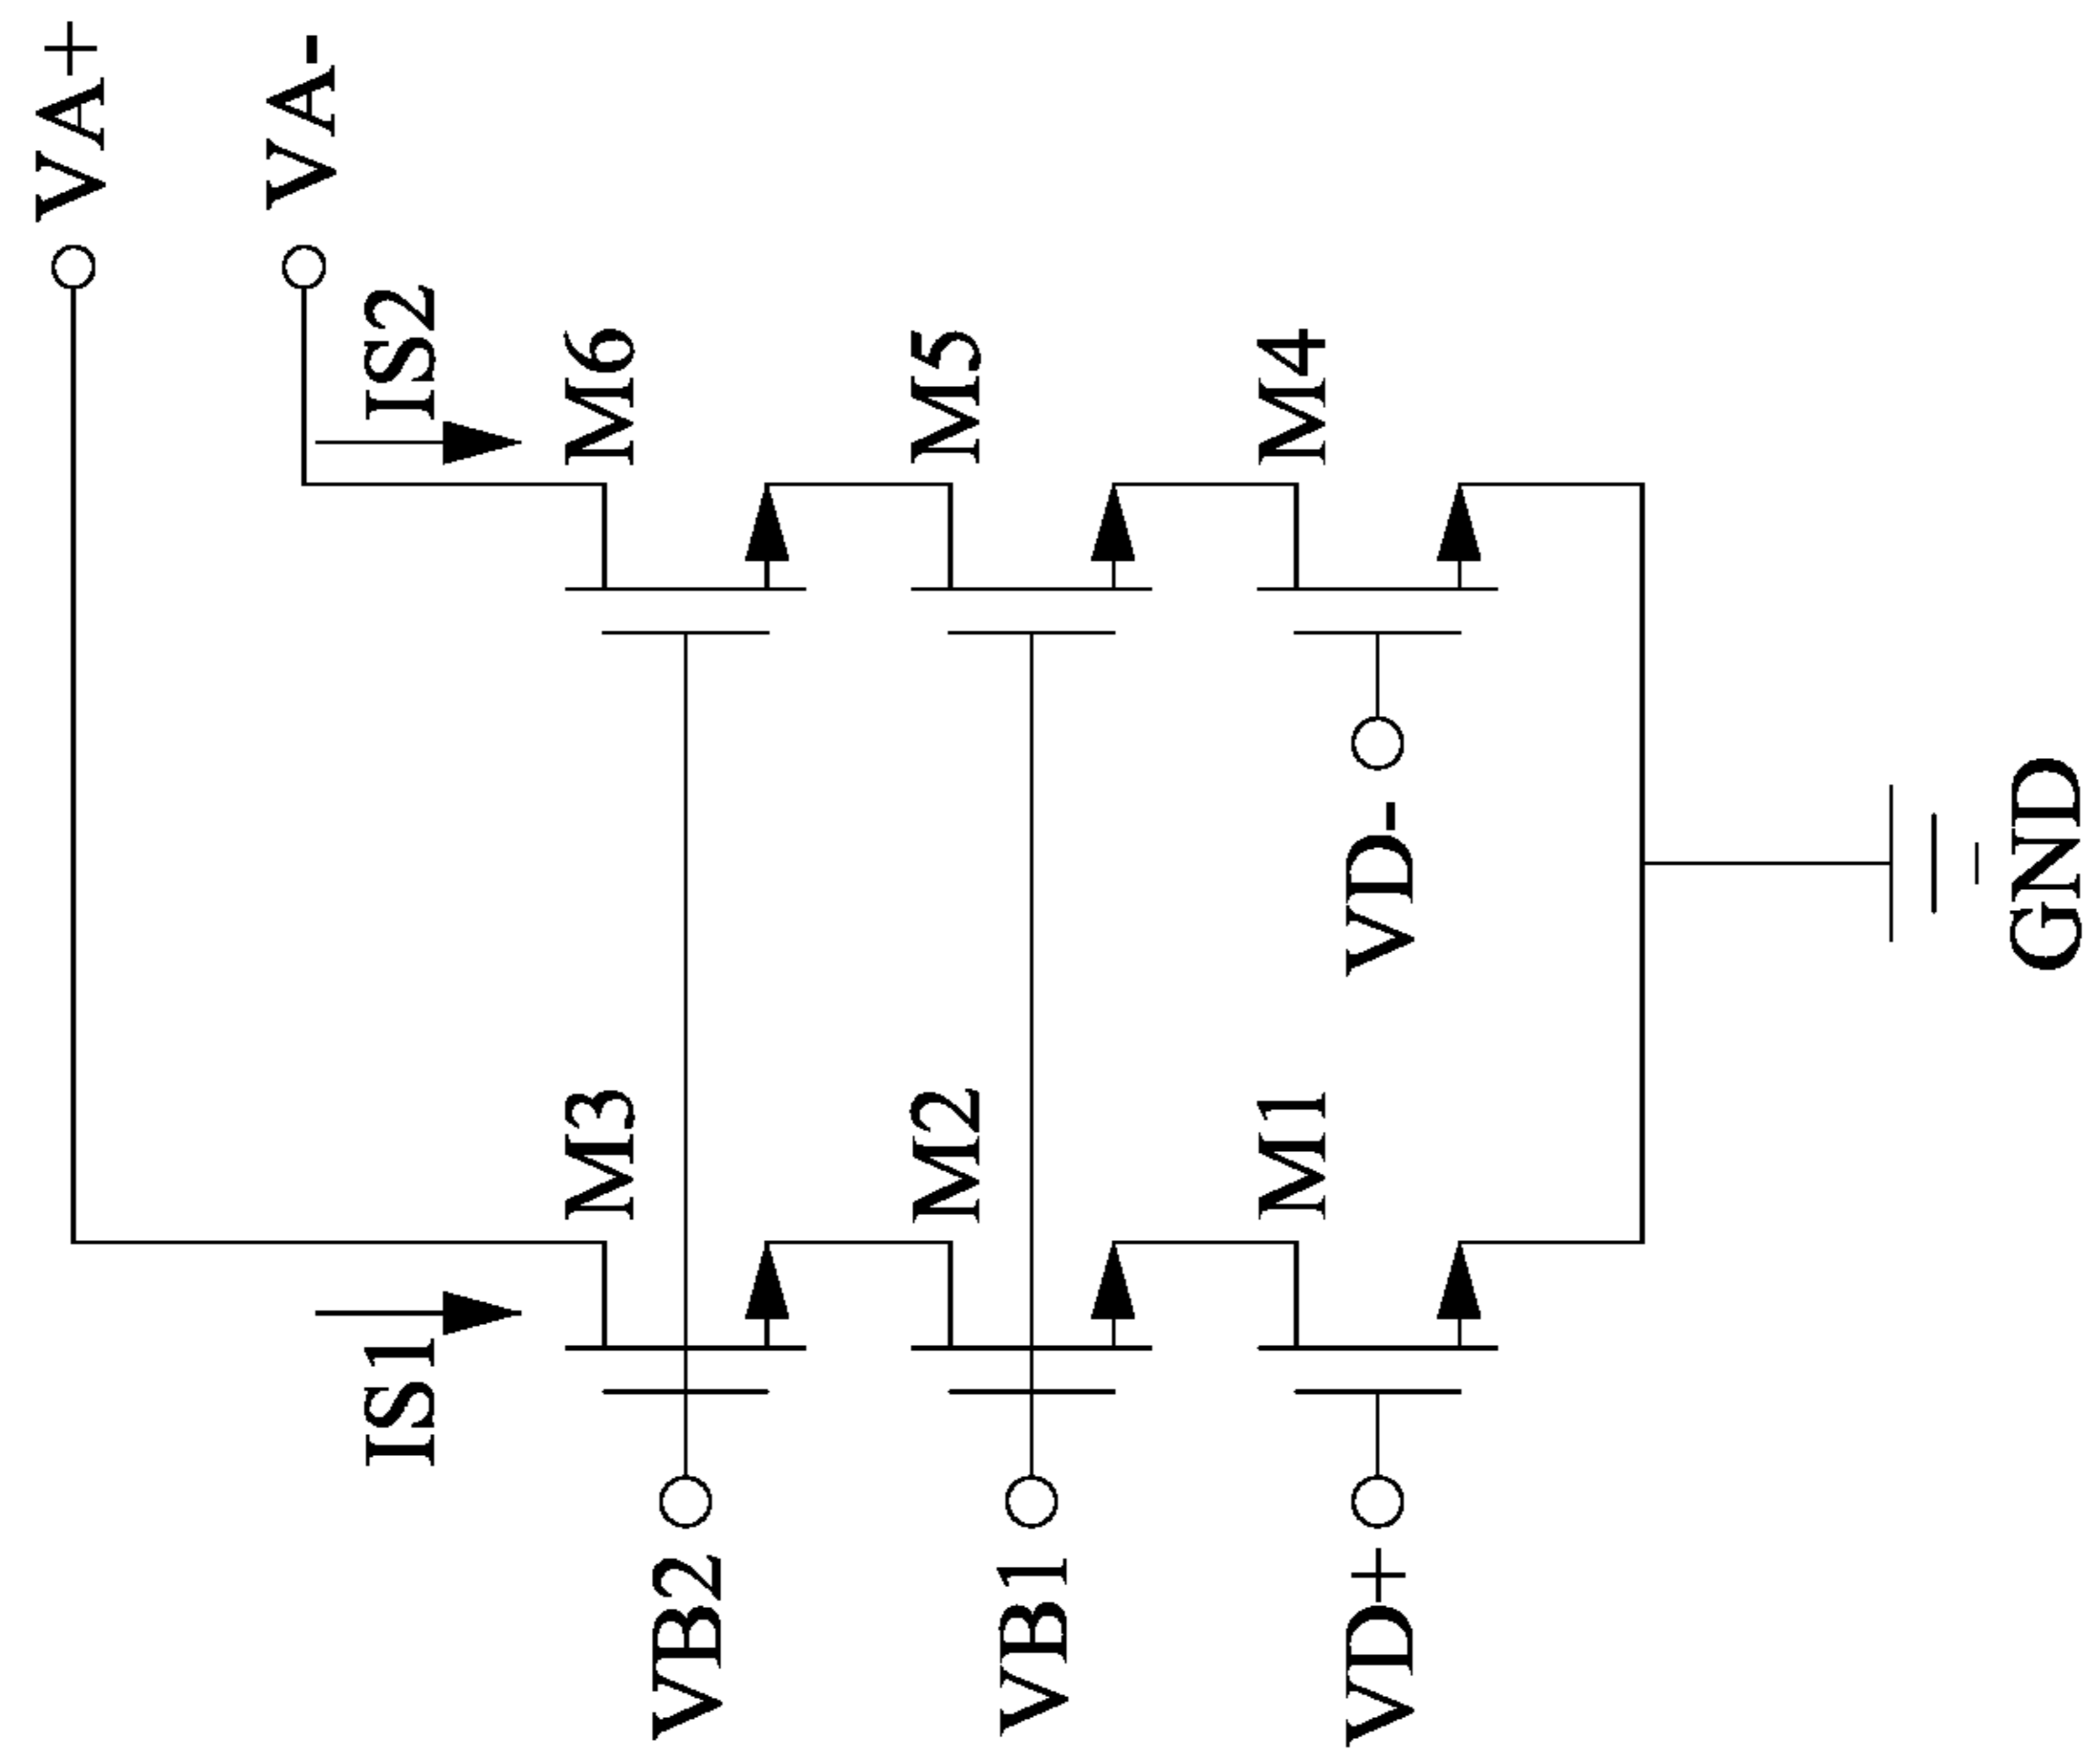 VA+
VA-
IS1
IS2
M3
M6
VB2
M2
M5
VB1
M1
M4
VD+
VD-
GND